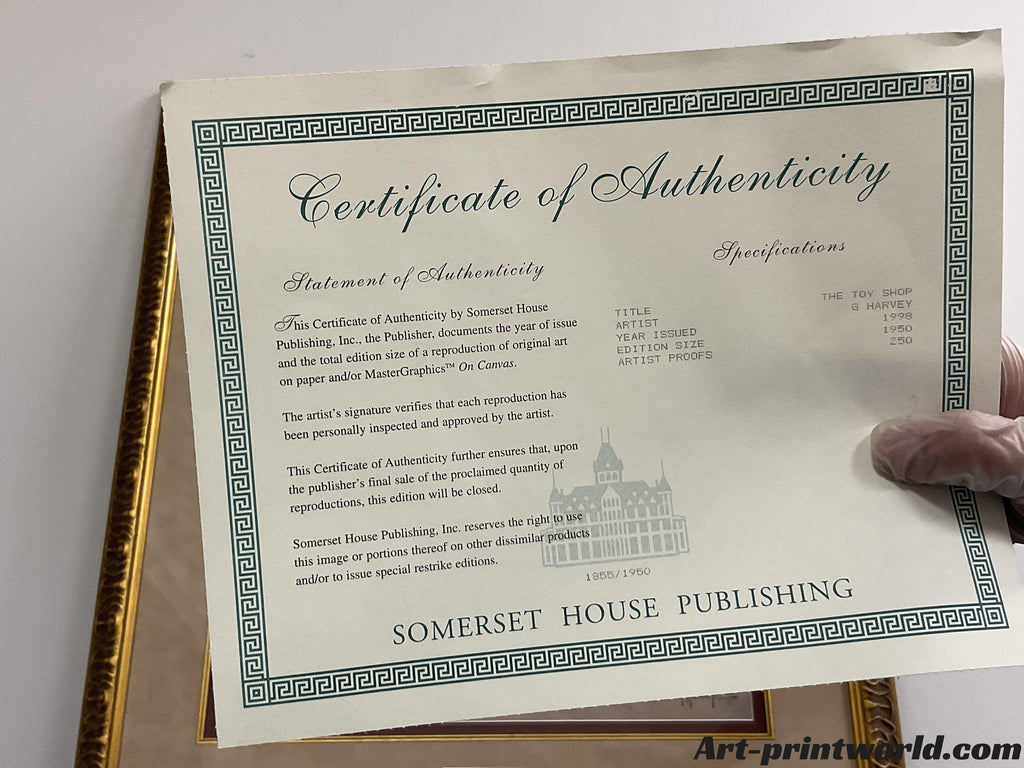 Certificate of Authenticity
Statement of Authenticity
This Certificate of Authenticity by Somerset House
Publishing, Inc., the Publisher, documents the year of issue
and the total edition size of a reproduction of original art
on paper and/or MasterGraphics™ On Canvas.
The artist's signature verifies that each reproduction has
been personally inspected and approved by the artist.
This Certificate of Authenticity further ensures that, upon
the publisher's final sale of the proclaimed quantity of
reproductions, this edition will be closed.
Somerset House Publishing, Inc. reserves the right to use
this image or portions thereof on other dissimilar products
and/or to issue special restrike editions.
Specifications
TITLE THE TOY SHOP
ARTIST G HARVEY
YEAR ISSUED 1998
EDITION SIZE 1950
ARTIST PROOFS 250
1855/1950
SOMERSET HOUSE PUBLISHING
Art-printworld.com